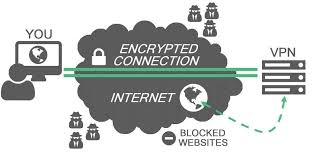 YOU
ENCRYPTED
CONNECTION
VPN
INTERNET
BLOCKED
WEBSITES